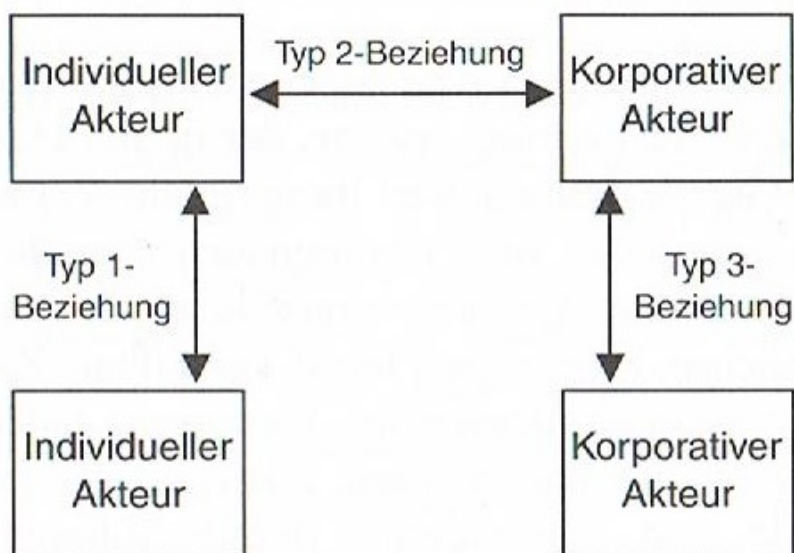 Individueller
Akteur
Typ 2-Beziehung
Korporativer
Akteur
Typ 1-
Beziehung
Typ 3-
Beziehung
Individueller
Akteur
Korporativer
Akteur